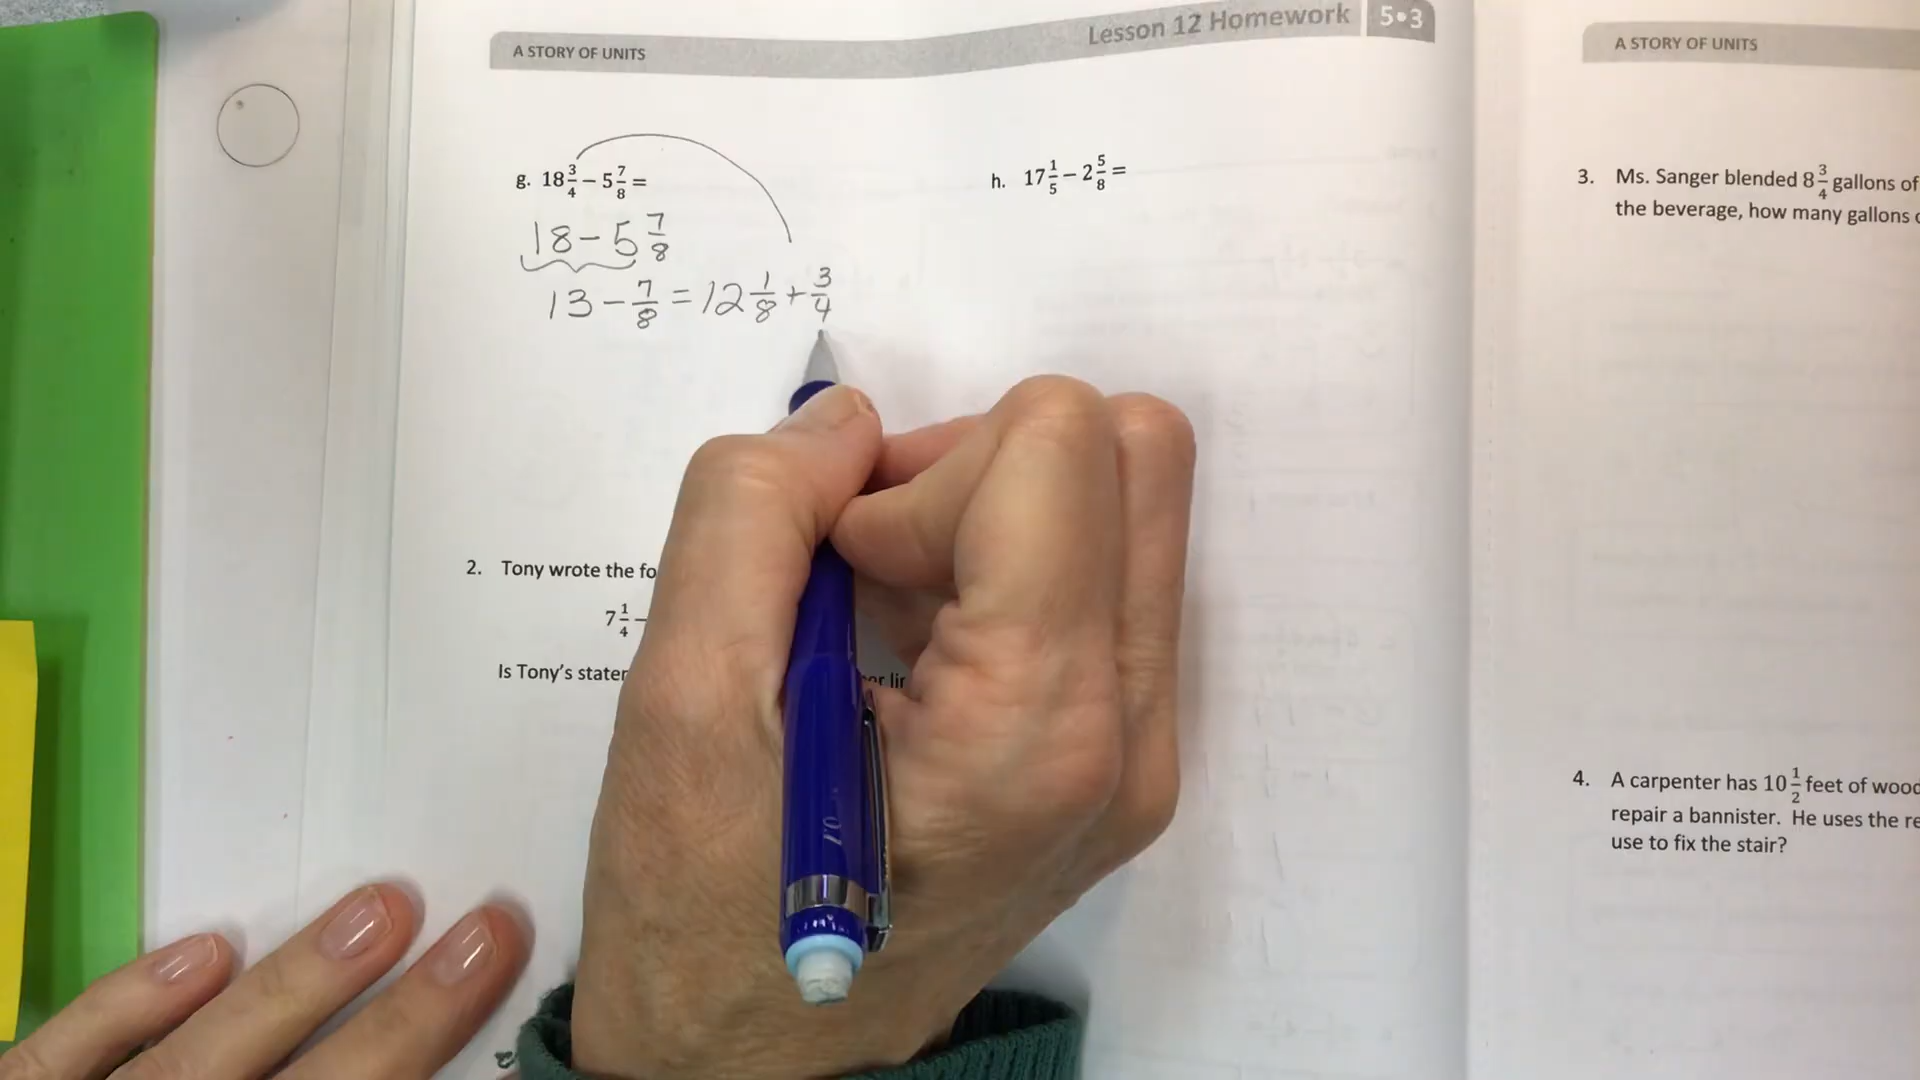 A STORY OF UNITS
Lesson 12 Homework 5•3
g. 18 3/4 − 5 7/8 =
18 − 5 7/8
13 − 7/8 = 12 1/8 + 3/4
h. 17 1/5 − 2 5/8 =
2. Tony wrote the fo
7 1/4 −
Is Tony's stater
er lir
A STORY OF UNITS
3. Ms. Sanger blended 8 3/4 gallons of
the beverage, how many gallons
4. A carpenter has 10 1/2 feet of wood
repair a bannister. He uses the re
use to fix the stair?